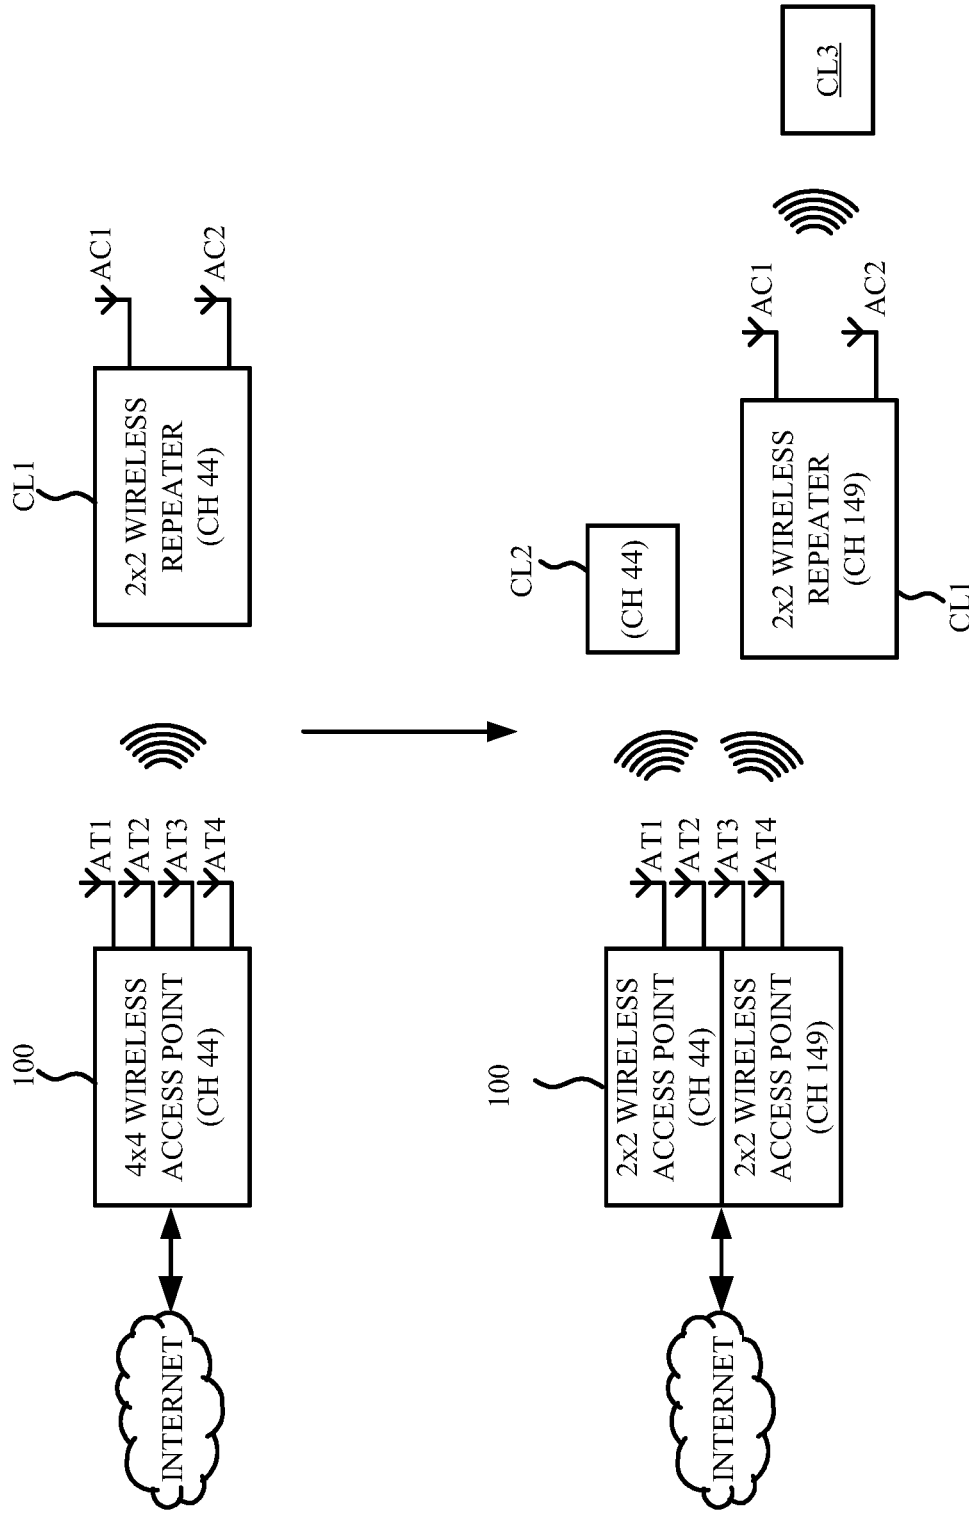 100
CL1
INTERNET
4x4 WIRELESS
ACCESS POINT
(CH 44)
AT1
AT2
AT3
AT4
2x2 WIRELESS
REPEATER
(CH 44)
AC1
AC2
100
CL2
INTERNET
2x2 WIRELESS
ACCESS POINT
(CH 44)
2x2 WIRELESS
ACCESS POINT
(CH 149)
AT1
AT2
AT3
AT4
(CH 44)
2x2 WIRELESS
REPEATER
(CH 149)
CL1
AC1
AC2
CL3